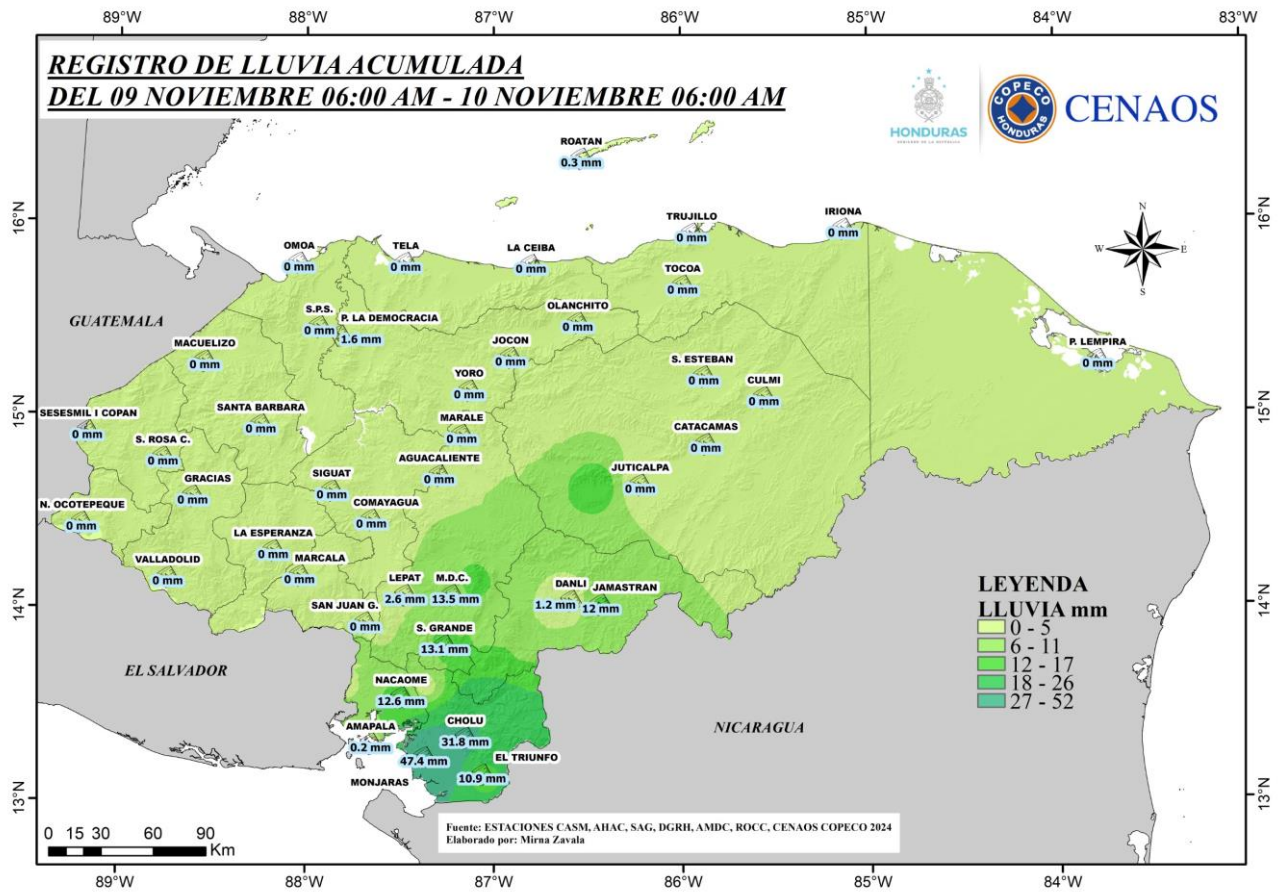 89°W 88°W 87°W 86°W 85°W 84°W 83°W
REGISTRO DE LLUVIA ACUMULADA
DEL 09 NOVIEMBRE 06:00 AM - 10 NOVIEMBRE 06:00 AM
HONDURAS
GOBIERNO DE LA REPÚBLICA
COPECO
HONDURAS
CENAOS
ROATAN
0.3 mm
16°N
16°N
N
W E
S
TRUJILLO
0 mm
IRIONA
0 mm
OMOA
0 mm
TELA
0 mm
LA CEIBA
0 mm
TOCOA
0 mm
GUATEMALA
S.P.S.
0 mm
P. LA DEMOCRACIA
1.6 mm
OLANCHITO
0 mm
MACUELIZO
0 mm
JOCON
0 mm
S. ESTEBAN
0 mm
P. LEMPIRA
0 mm
YORO
0 mm
CULMI
0 mm
15°N
15°N
SESESMIL I COPAN
0 mm
SANTA BARBARA
0 mm
MARALE
0 mm
CATACAMAS
0 mm
S. ROSA C.
0 mm
AGUACALIENTE
0 mm
JUTICALPA
0 mm
GRACIAS
0 mm
SIGUAT
0 mm
N. OCOTEPEQUE
0 mm
COMAYAGUA
0 mm
LA ESPERANZA
0 mm
VALLADOLID
0 mm
MARCALA
0 mm
LEPAT
2.6 mm
M.D.C.
13.5 mm
DANLI
1.2 mm
JAMASTRAN
12 mm
14°N
14°N
SAN JUAN G.
0 mm
S. GRANDE
13.1 mm
EL SALVADOR
NACAOME
12.6 mm
NICARAGUA
AMAPALA
0.2 mm
CHOLU
31.8 mm
47.4 mm
MONJARAS
EL TRIUNFO
10.9 mm
13°N
13°N
LEYENDA
LLUVIA mm
0 - 5
6 - 11
12 - 17
18 - 26
27 - 52
0 15 30 60 90
Km
Fuente: ESTACIONES CASM, AHAC, SAG, DGRH, AMDC, ROCC, CENAOS COPECO 2024
Elaborado por: Mirna Zavala
89°W 88°W 87°W 86°W 85°W 84°W